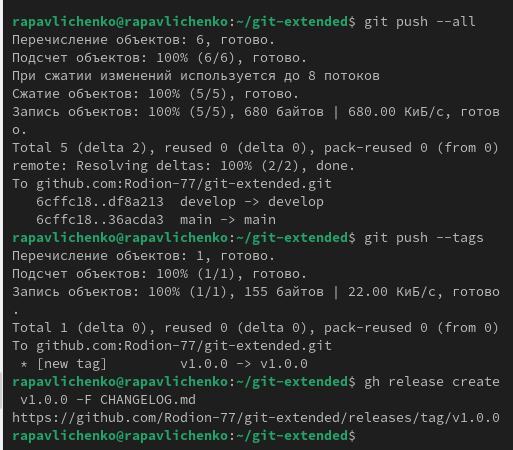 rapavlichenko@rapavlichenko:~/git-extended$ git push --all
Перечисление объектов: 6, готово.
Подсчет объектов: 100% (6/6), готово.
При сжатии изменений используется до 8 потоков
Сжатие объектов: 100% (5/5), готово.
Запись объектов: 100% (5/5), 680 байтов | 680.00 КиБ/с, готов
о.
Total 5 (delta 2), reused 0 (delta 0), pack-reused 0 (from 0)
remote: Resolving deltas: 100% (2/2), done.
To github.com:Rodion-77/git-extended.git
   6cffc18..df8a213  develop -> develop
   6cffc18..36acda3  main -> main
rapavlichenko@rapavlichenko:~/git-extended$ git push --tags
Перечисление объектов: 1, готово.
Подсчет объектов: 100% (1/1), готово.
Запись объектов: 100% (1/1), 155 байтов | 22.00 КиБ/с, готово
.
Total 1 (delta 0), reused 0 (delta 0), pack-reused 0 (from 0)
To github.com:Rodion-77/git-extended.git
 * [new tag]         v1.0.0 -> v1.0.0
rapavlichenko@rapavlichenko:~/git-extended$ gh release create
 v1.0.0 -F CHANGELOG.md
https://github.com/Rodion-77/git-extended/releases/tag/v1.0.0
rapavlichenko@rapavlichenko:~/git-extended$